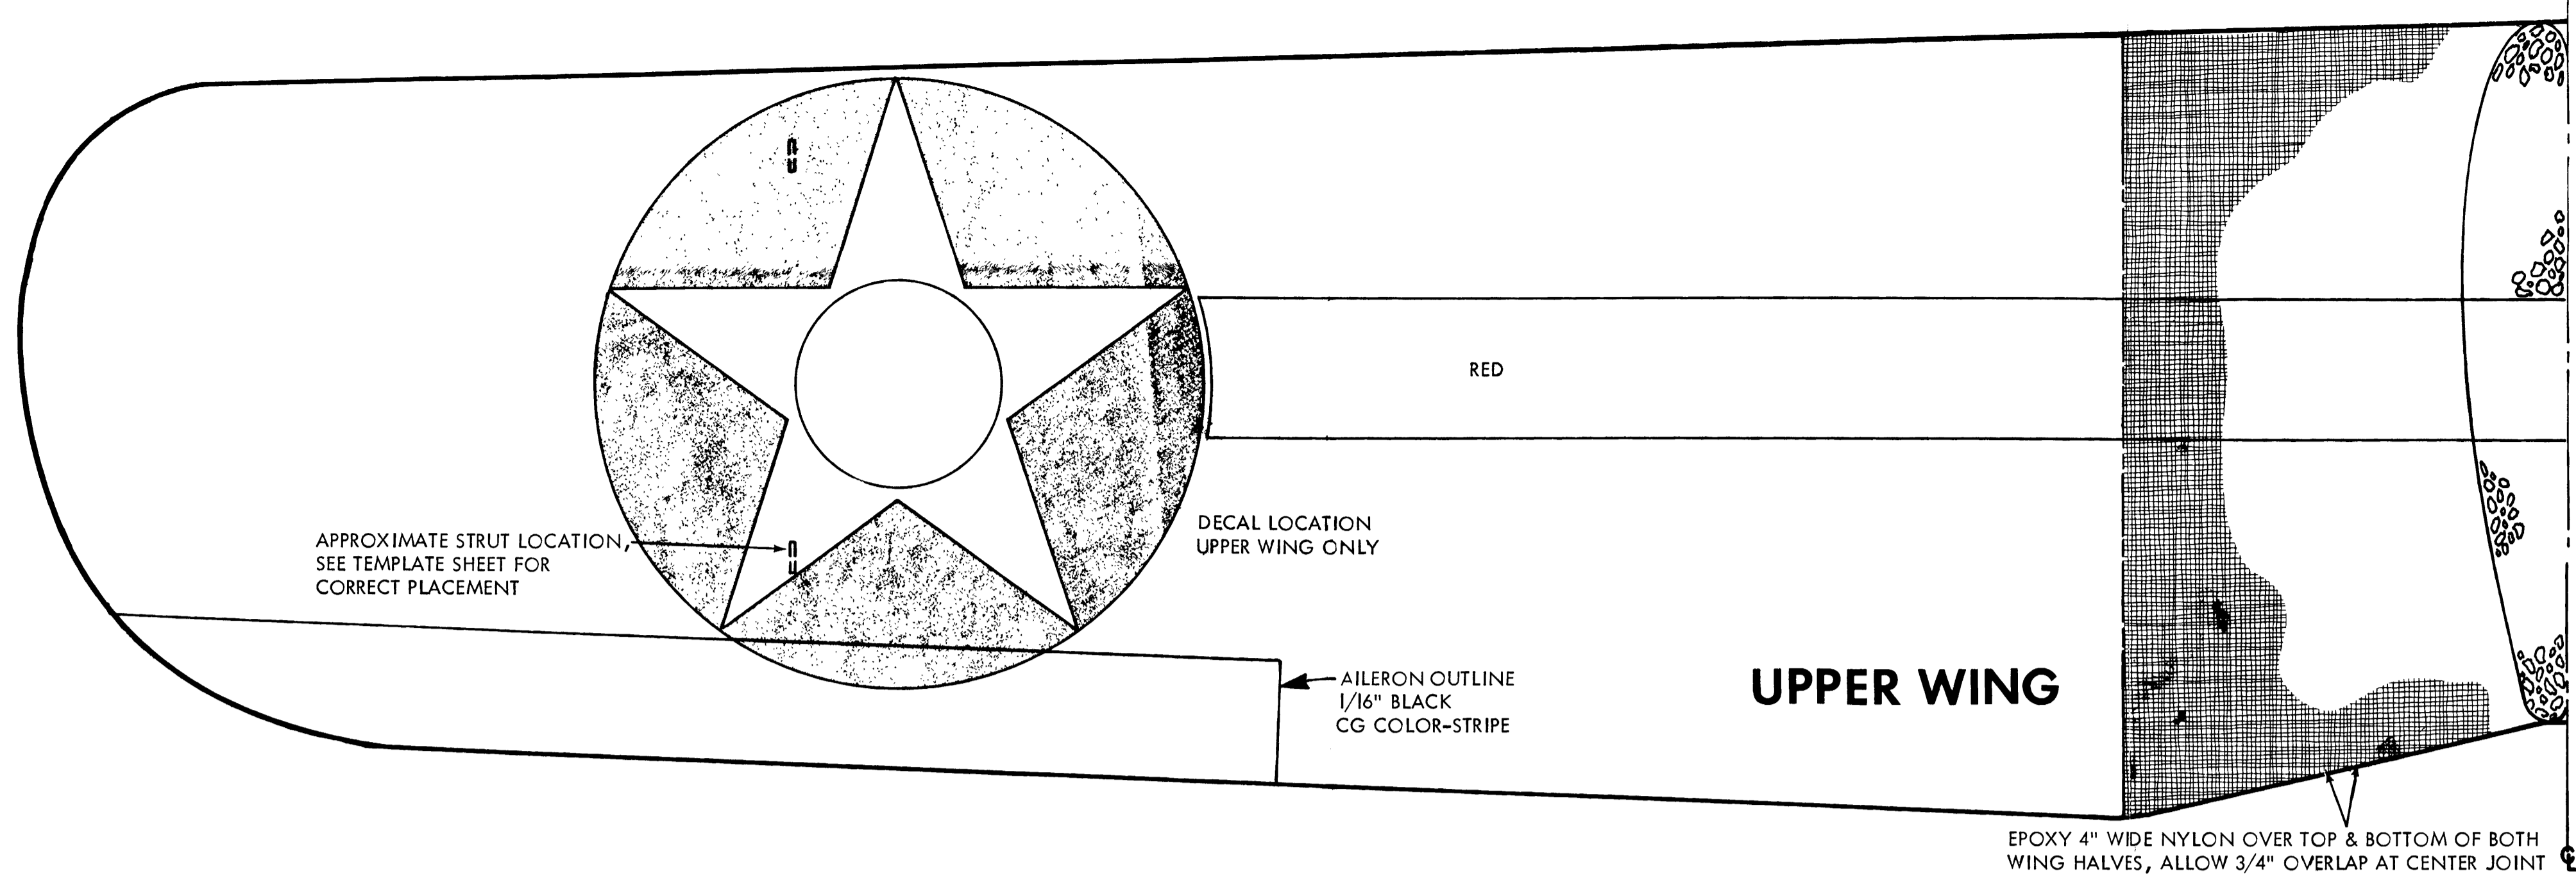 RED
DECAL LOCATION
UPPER WING ONLY
APPROXIMATE STRUT LOCATION,
SEE TEMPLATE SHEET FOR
CORRECT PLACEMENT
UPPER WING
AILERON OUTLINE
1/16" BLACK
CG COLOR-STRIPE
EPOXY 4" WIDE NYLON OVER TOP & BOTTOM OF BOTH
WING HALVES, ALLOW 3/4" OVERLAP AT CENTER JOINT
℄